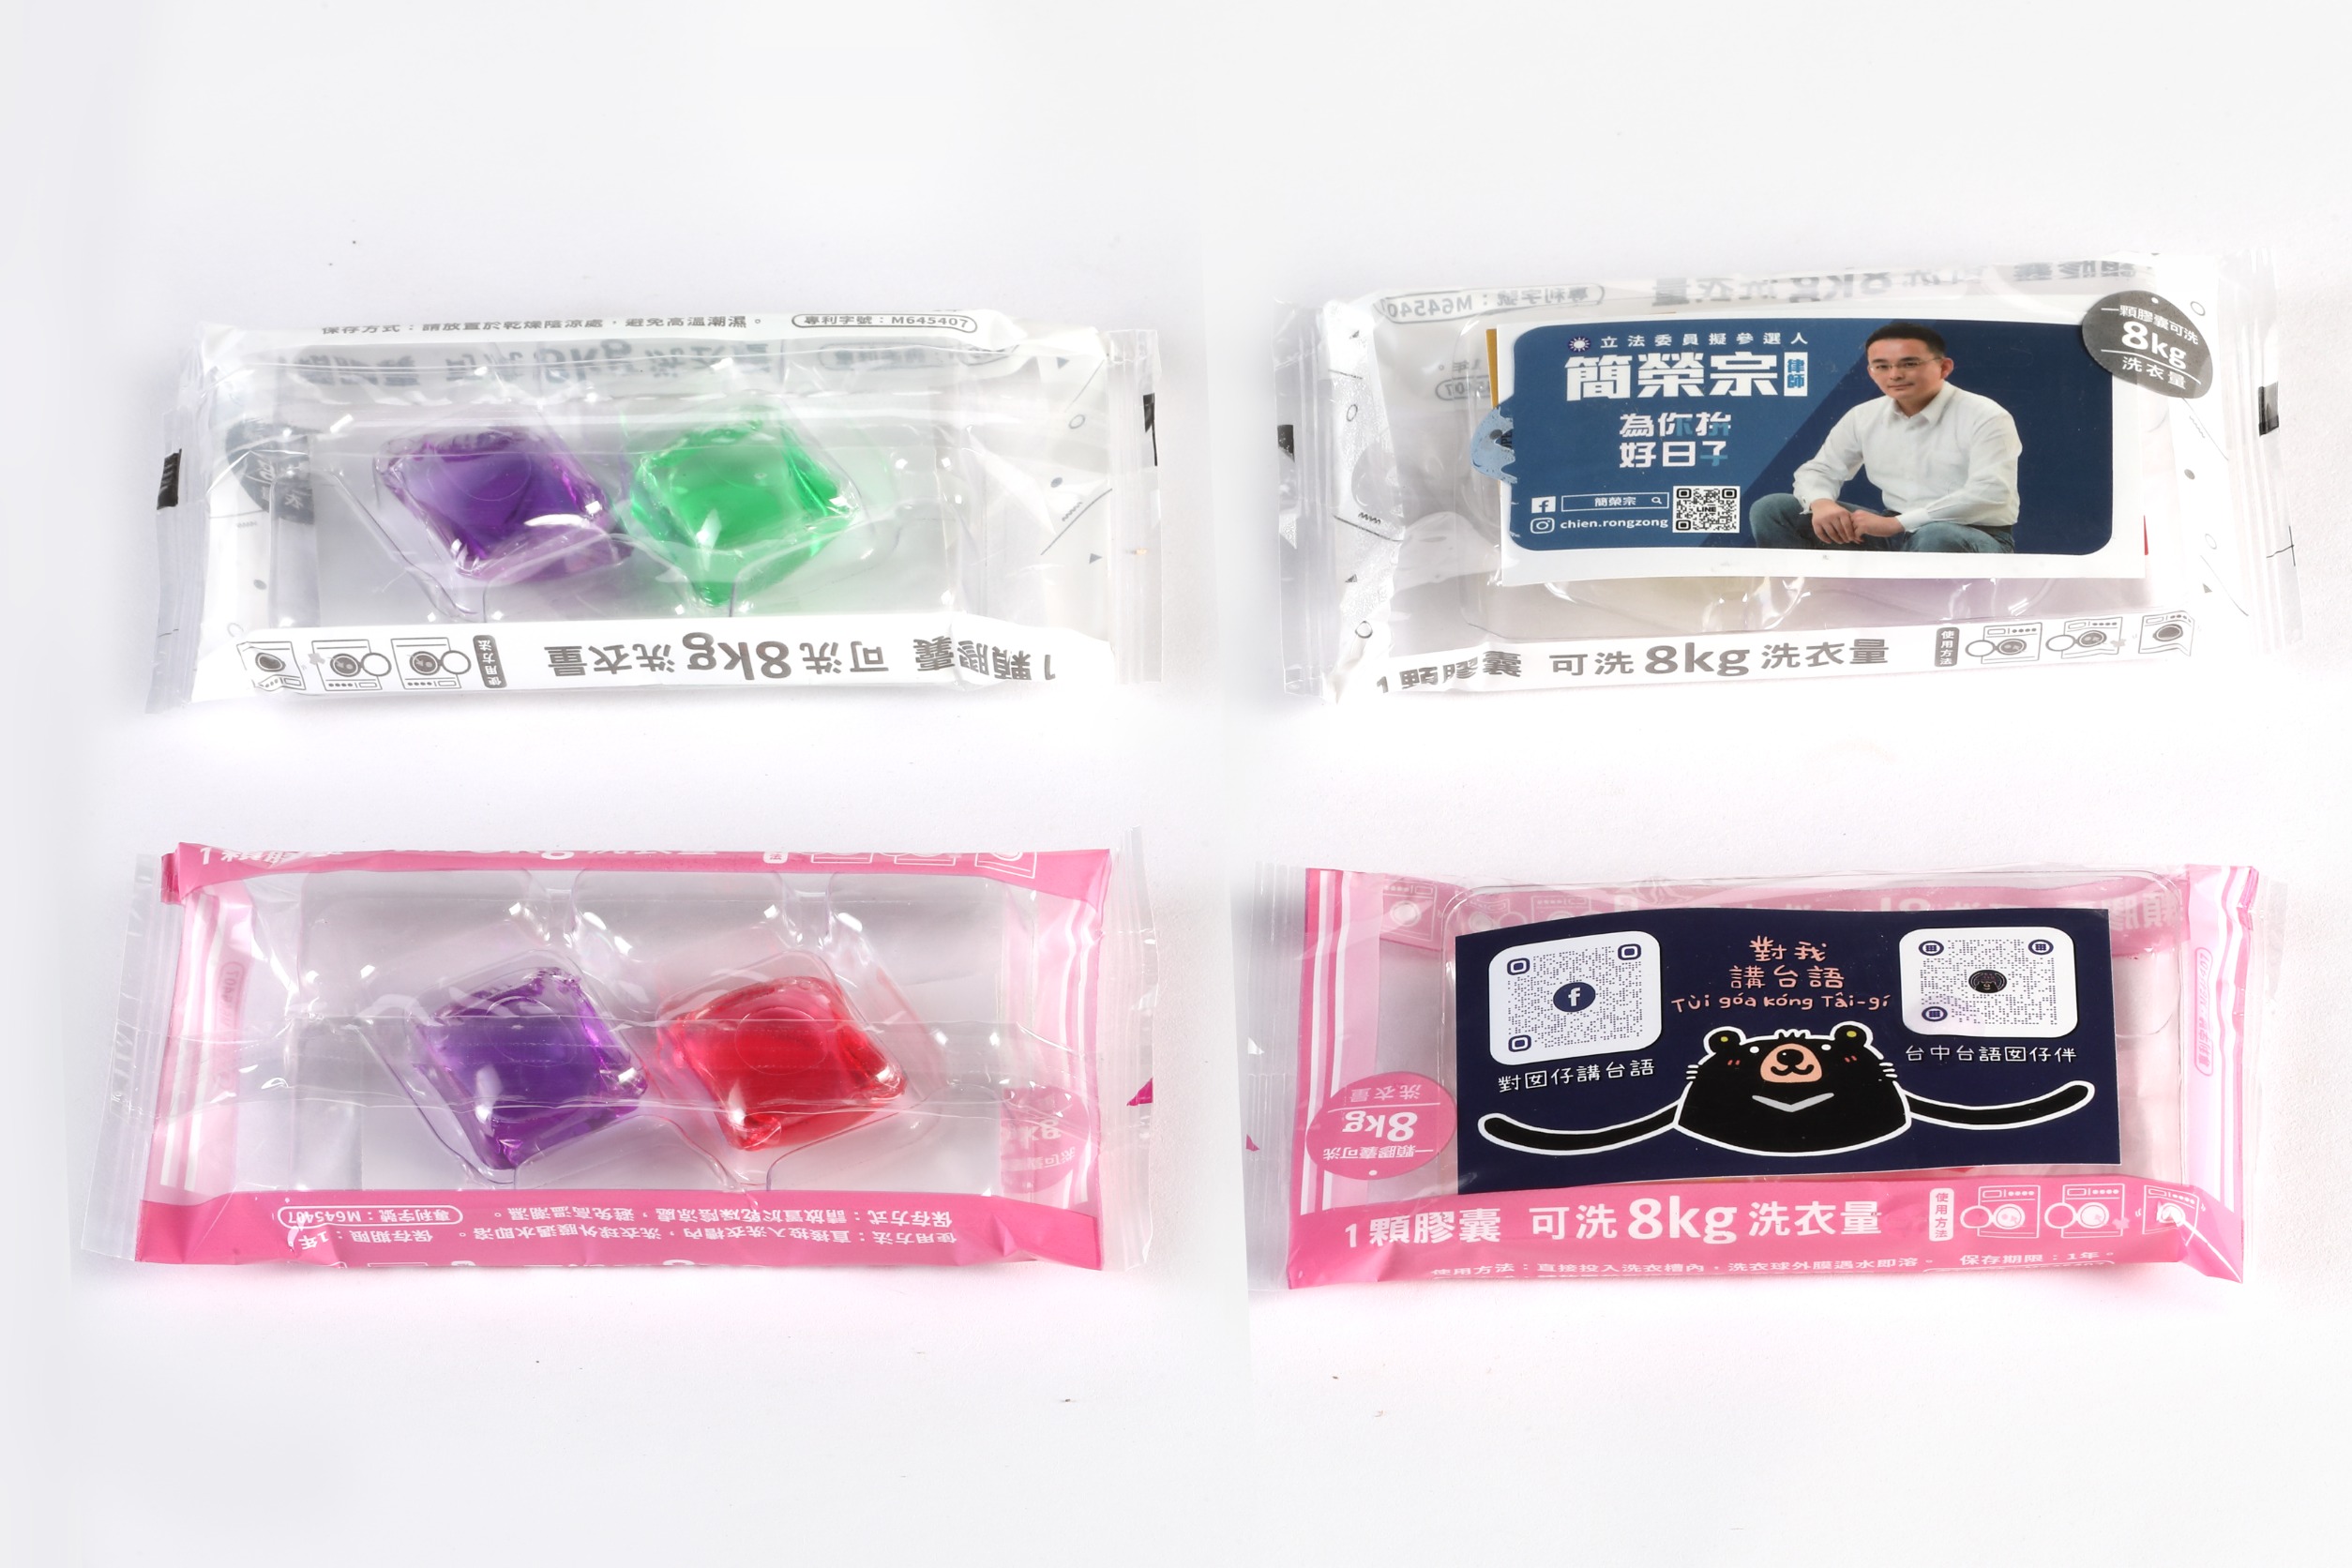 保存方式：請放置於乾燥陰涼處，避免高溫潮濕。
專利字號：M645407
1顆膠囊 可洗8kg洗衣量
使用方法
專利字號：M64540
一顆膠囊可洗
8kg
洗衣量
立法委員擬參選人
簡榮宗
律師
為你拚
好日子
簡榮宗
LINE
chien.rongzong
1顆膠囊 可洗8kg洗衣量
使用方法
使用方法：直接投入洗衣槽內，洗衣球外膜遇水即溶。 保存期限：1年。
保存方式：請放置於乾燥陰涼處，避免高溫潮濕。
專利字號：M645407
對我
講台語
Tùi góa kóng Tâi-gí
對囡仔講台語
台中台語囡仔伴
一顆膠囊可洗
8kg
洗衣量
1顆膠囊 可洗8kg洗衣量
使用方法
使用方法：直接投入洗衣槽內，洗衣球外膜遇水即溶。 保存期限：1年。